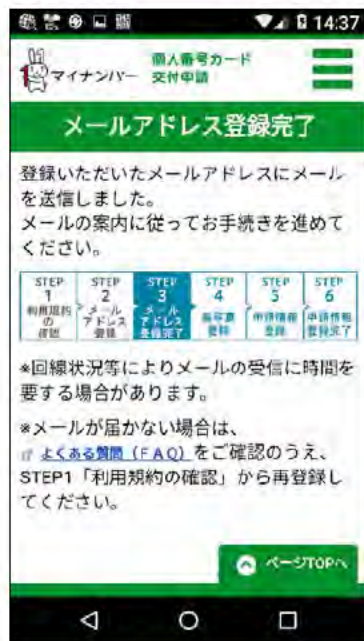 14:37
マイナンバー
個人番号カード
交付申請
メールアドレス登録完了
登録いただいたメールアドレスにメール
を送信しました。
メールの案内に従ってお手続きを進めて
ください。
STEP
1
利用規約
の
確認
STEP
2
メール
アドレス
登録
STEP
3
メール
アドレス
登録完了
STEP
4
顔写真
登録
STEP
5
申請情報
登録
STEP
6
申請情報
登録完了
※回線状況等によりメールの受信に時間を
要する場合があります。
※メールが届かない場合は、
よくある質問（ＦＡＱ）をご確認のうえ、
STEP1「利用規約の確認」から再登録し
てください。
ページTOPへ